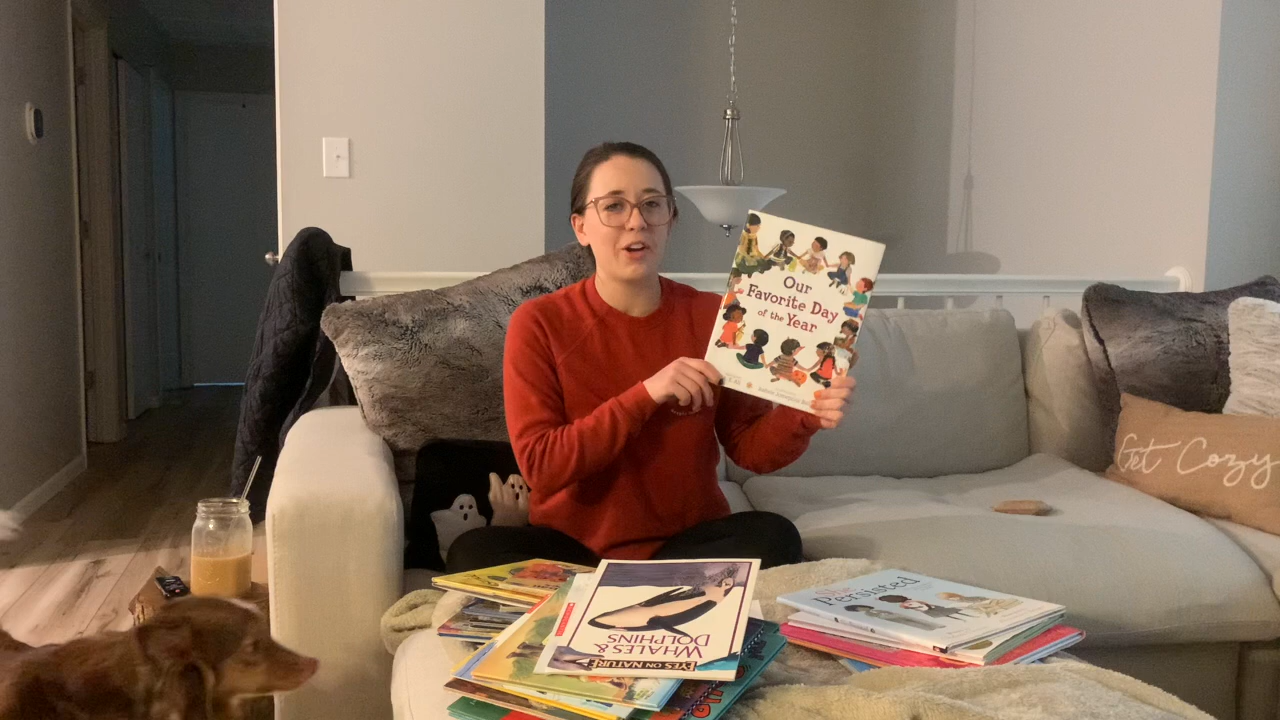 Our
Favorite Day
of the Year
Get Cozy
Persisted
WHALES &
DOLPHINS
EYES ON NATURE